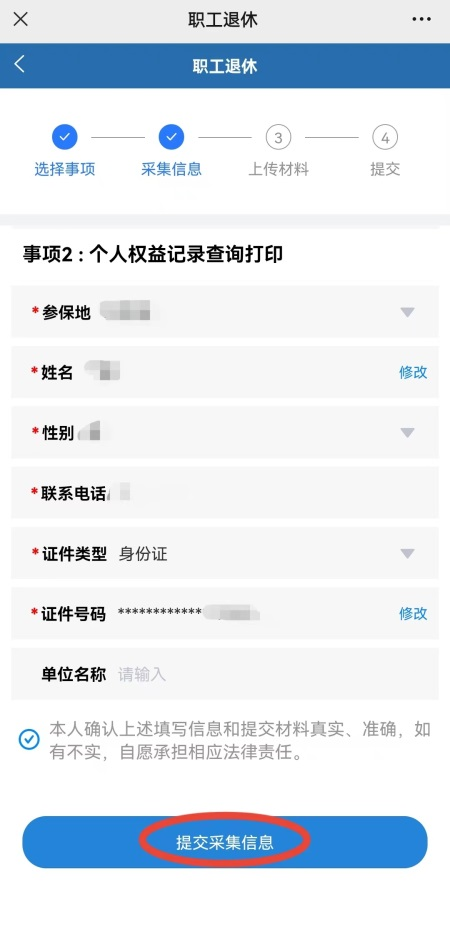 职工退休
职工退休
选择事项
采集信息
3
上传材料
4
提交
事项2：个人权益记录查询打印
*参保地
*姓名
修改
*性别
*联系电话
*证件类型 身份证
*证件号码 ************
修改
单位名称 请输入
本人确认上述填写信息和提交材料真实、准确，如
有不实，自愿承担相应法律责任。
提交采集信息